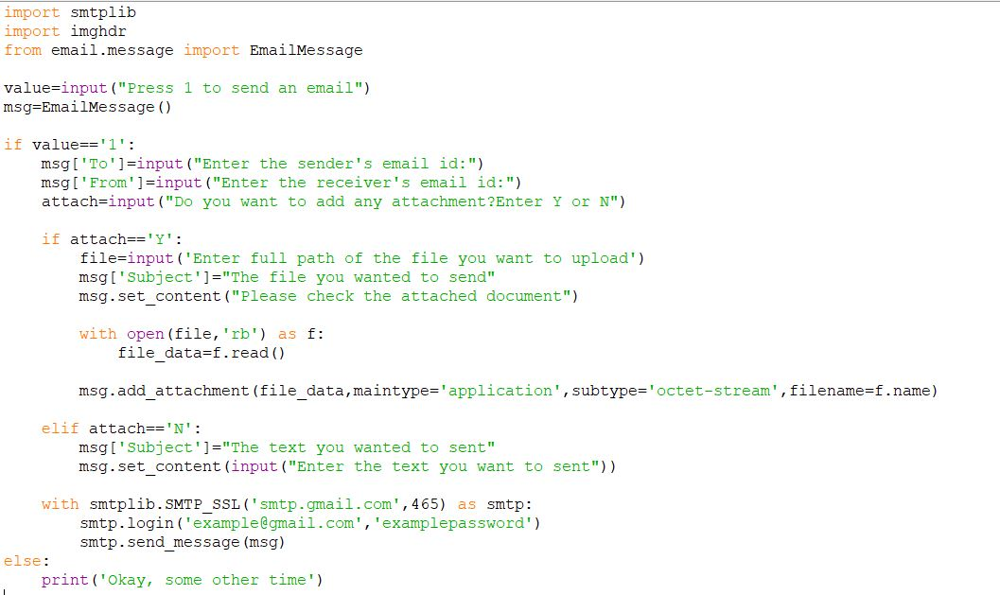 import smtplib
import imghdr
from email.message import EmailMessage

value=input("Press 1 to send an email")
msg=EmailMessage()

if value=='1':
    msg['To']=input("Enter the sender's email id:")
    msg['From']=input("Enter the receiver's email id:")
    attach=input("Do you want to add any attachment?Enter Y or N")

    if attach=='Y':
        file=input('Enter full path of the file you want to upload')
        msg['Subject']="The file you wanted to send"
        msg.set_content("Please check the attached document")

        with open(file,'rb') as f:
            file_data=f.read()

        msg.add_attachment(file_data,maintype='application',subtype='octet-stream',filename=f.name)

    elif attach=='N':
        msg['Subject']="The text you wanted to sent"
        msg.set_content(input("Enter the text you want to sent"))

    with smtplib.SMTP_SSL('smtp.gmail.com',465) as smtp:
        smtp.login('example@gmail.com','examplepassword')
        smtp.send_message(msg)
else:
    print('Okay, some other time')